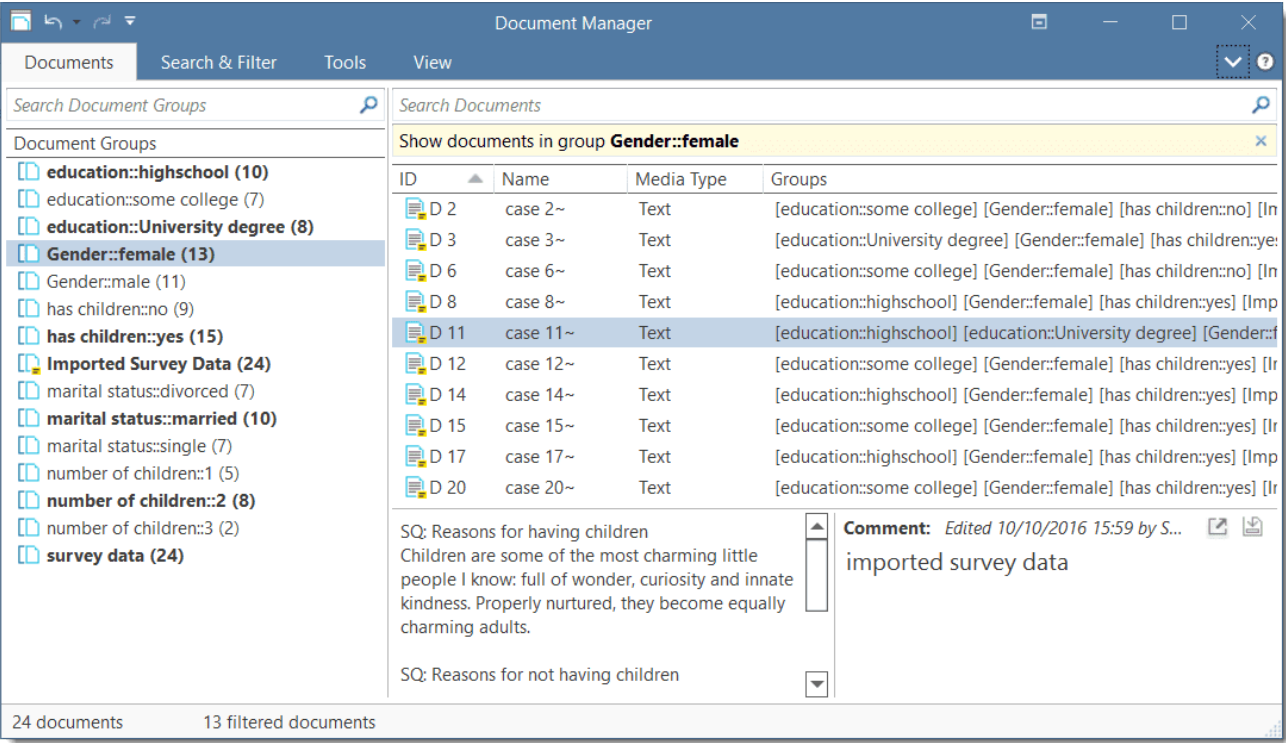 Document Manager
Documents Search & Filter Tools View
Search Document Groups
Document Groups
education::highschool (10)
education::some college (7)
education::University degree (8)
Gender::female (13)
Gender::male (11)
has children::no (9)
has children::yes (15)
Imported Survey Data (24)
marital status::divorced (7)
marital status::married (10)
marital status::single (7)
number of children::1 (5)
number of children::2 (8)
number of children::3 (2)
survey data (24)
Search Documents
Show documents in group Gender::female
ID Name Media Type Groups
D 2 case 2~ Text [education::some college] [Gender::female] [has children::no] [Im
D 3 case 3~ Text [education::University degree] [Gender::female] [has children::yes
D 6 case 6~ Text [education::some college] [Gender::female] [has children::no] [Im
D 8 case 8~ Text [education::highschool] [Gender::female] [has children::yes] [Imp
D 11 case 11~ Text [education::highschool] [education::University degree] [Gender::f
D 12 case 12~ Text [education::some college] [Gender::female] [has children::yes] [Ir
D 14 case 14~ Text [education::highschool] [Gender::female] [has children::yes] [Imp
D 15 case 15~ Text [education::some college] [Gender::female] [has children::yes] [Ir
D 17 case 17~ Text [education::highschool] [Gender::female] [has children::yes] [Imp
D 20 case 20~ Text [education::some college] [Gender::female] [has children::yes] [Ir
SQ: Reasons for having children
Children are some of the most charming little
people I know: full of wonder, curiosity and innate
kindness. Properly nurtured, they become equally
charming adults.
SQ: Reasons for not having children
Comment: Edited 10/10/2016 15:59 by S...
imported survey data
24 documents 13 filtered documents